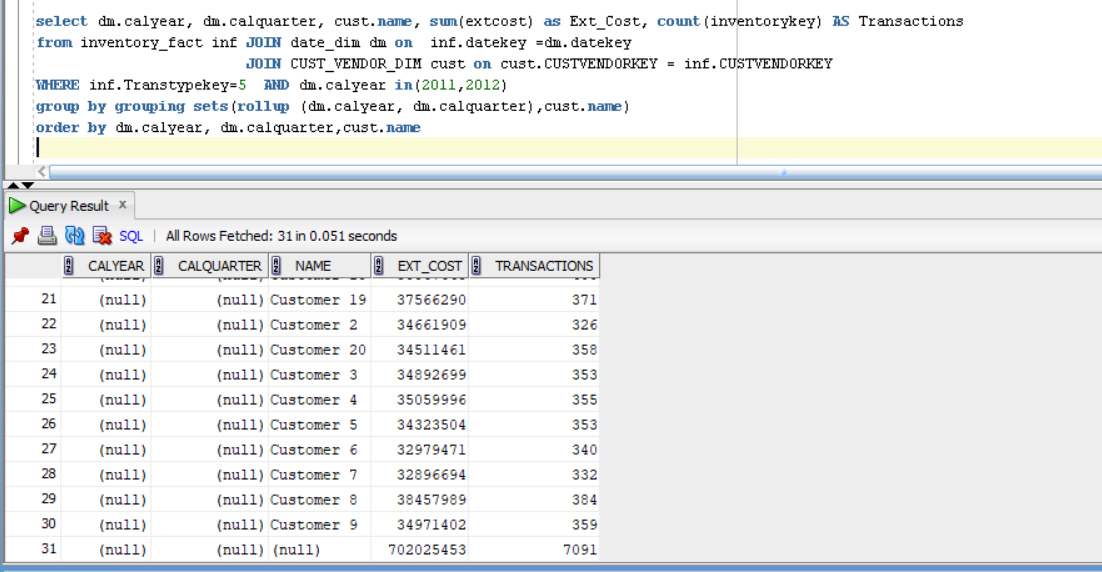 select dm.calyear, dm.calquarter, cust.name, sum(extcost) as Ext_Cost, count(inventorykey) AS Transactions
from inventory_fact inf JOIN date_dim dm on inf.datekey =dm.datekey
JOIN CUST_VENDOR_DIM cust on cust.CUSTVENDORKEY = inf.CUSTVENDORKEY
WHERE inf.Transtypekey=5 AND dm.calyear in(2011,2012)
group by grouping sets(rollup (dm.calyear, dm.calquarter),cust.name)
order by dm.calyear, dm.calquarter,cust.name
Query Result x
SQL | All Rows Fetched: 31 in 0.051 seconds
CALYEAR CALQUARTER NAME EXT_COST TRANSACTIONS
21 (null) (null) Customer 19 37566290 371
22 (null) (null) Customer 2 34661909 326
23 (null) (null) Customer 20 34511461 358
24 (null) (null) Customer 3 34892699 353
25 (null) (null) Customer 4 35059996 355
26 (null) (null) Customer 5 34323504 353
27 (null) (null) Customer 6 32979471 340
28 (null) (null) Customer 7 32896694 332
29 (null) (null) Customer 8 38457989 384
30 (null) (null) Customer 9 34971402 359
31 (null) (null) (null) 702025453 7091